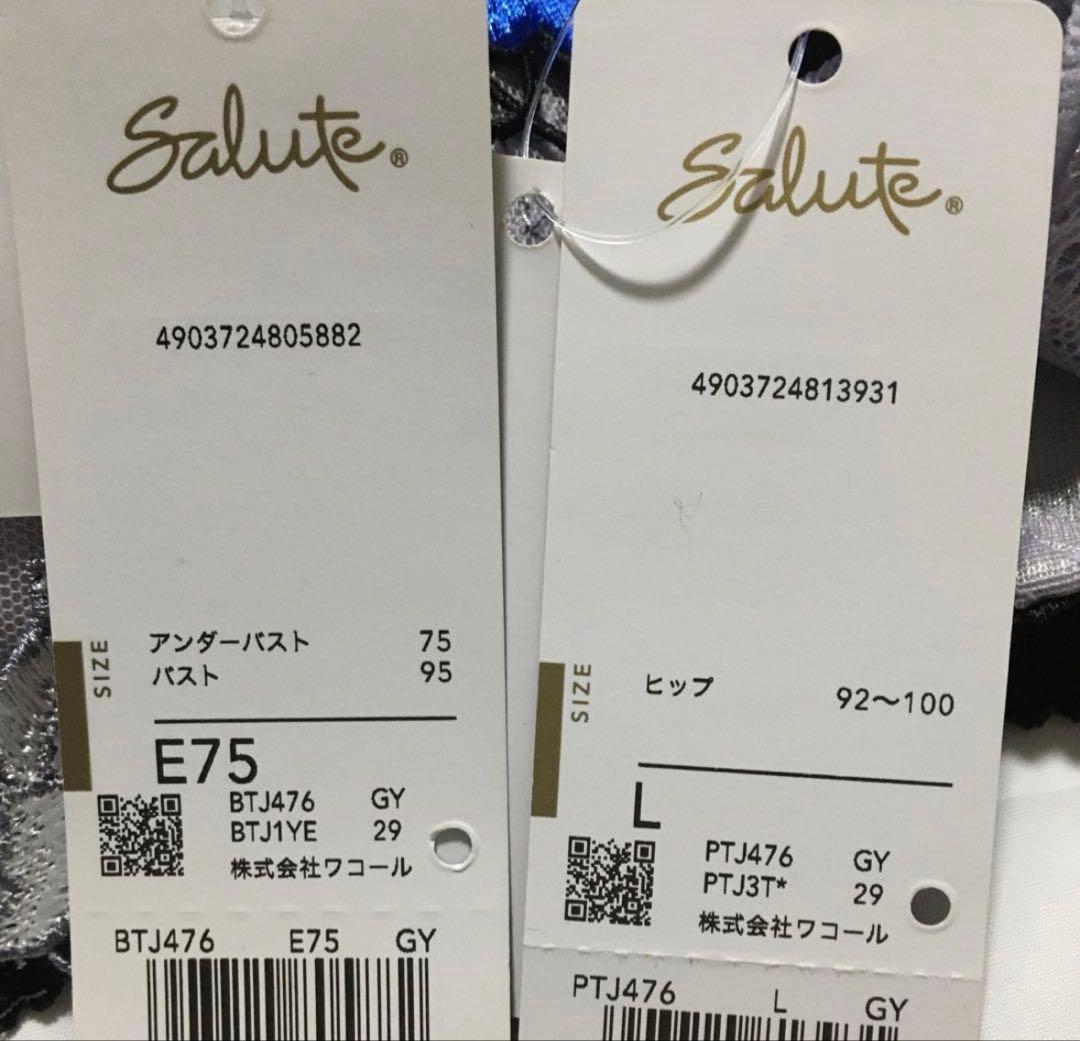 Salute®
4903724805882
SIZE
アンダーバスト 75
バスト 95
E75
BTJ476 GY
BTJ1YE 29
株式会社ワコール
BTJ476 E75 GY
Salute®
4903724813931
SIZE
ヒップ 92〜100
L
PTJ476 GY
PTJ3T* 29
株式会社ワコール
PTJ476 L GY